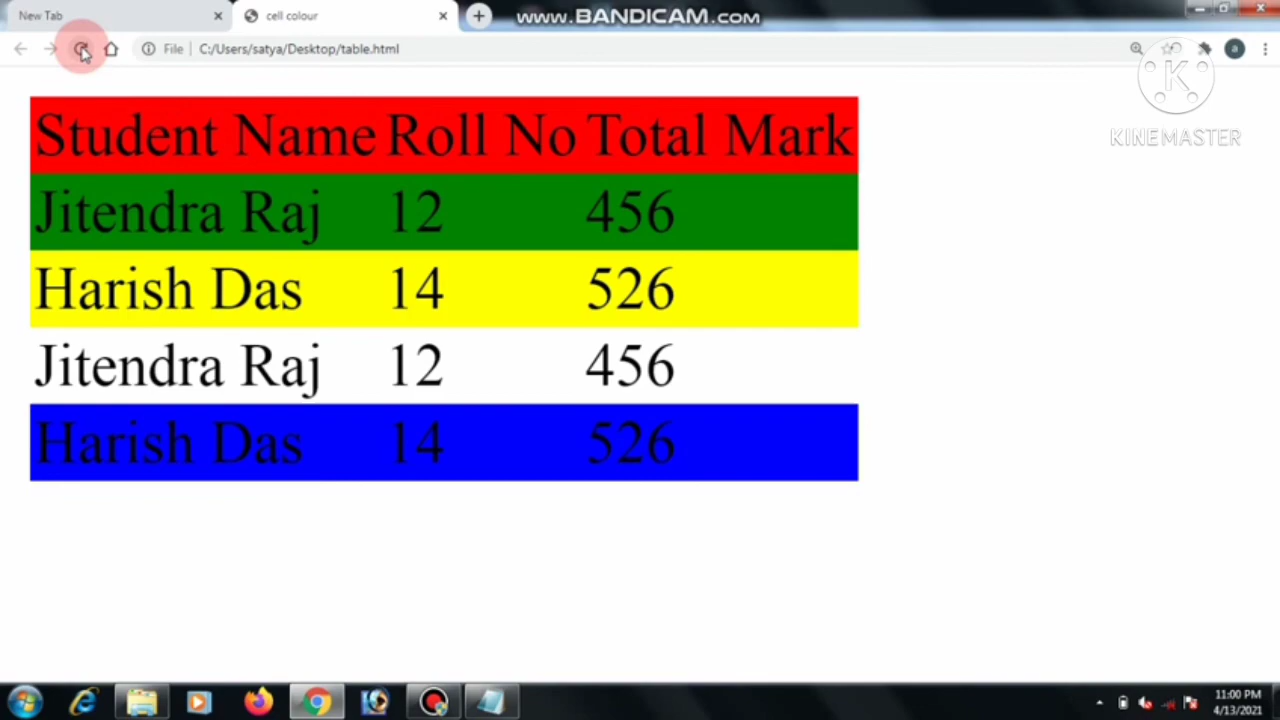 New Tab
cell colour
www.BANDICAM.com
File
C:/Users/satya/Desktop/table.html
a
K
KINEMASTER
Student Name Roll No Total Mark
Jitendra Raj 12 456
Harish Das 14 526
Jitendra Raj 12 456
Harish Das 14 526
11:00 PM
4/13/2021